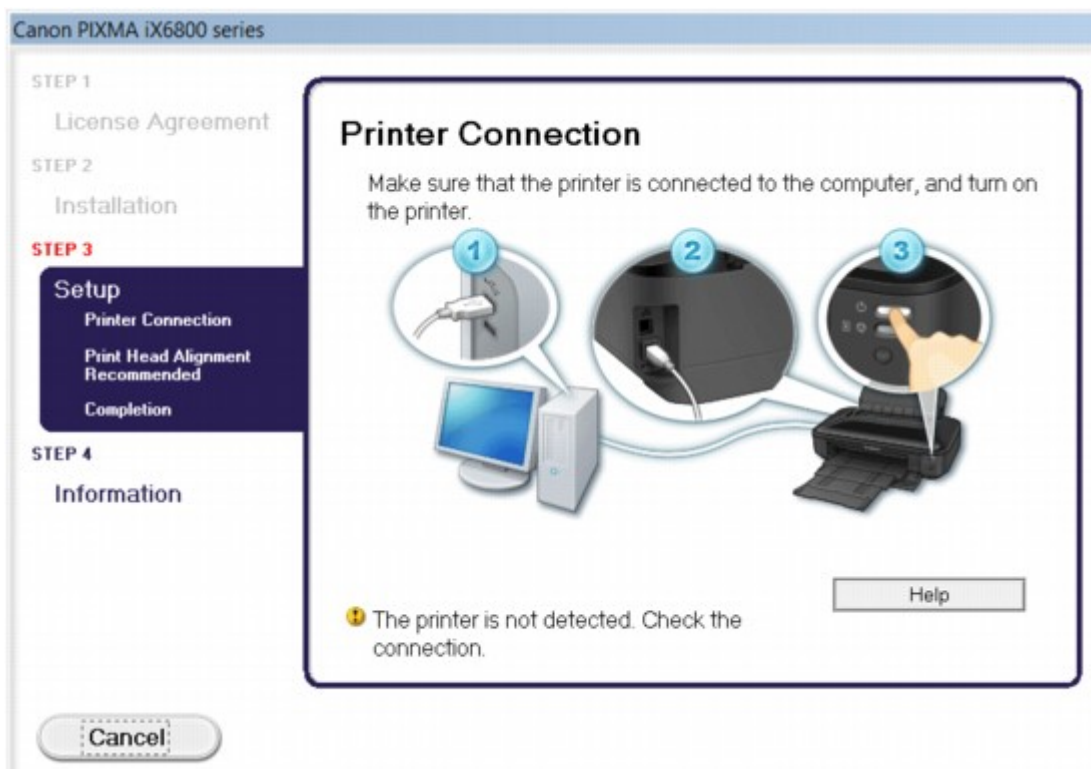 Canon PIXMA iX6800 series
STEP 1
License Agreement
STEP 2
Installation
STEP 3
Setup
Printer Connection
Print Head Alignment
Recommended
Completion
STEP 4
Information
Printer Connection
Make sure that the printer is connected to the computer, and turn on
the printer.
1
2
3
Help
The printer is not detected. Check the
connection.
Cancel